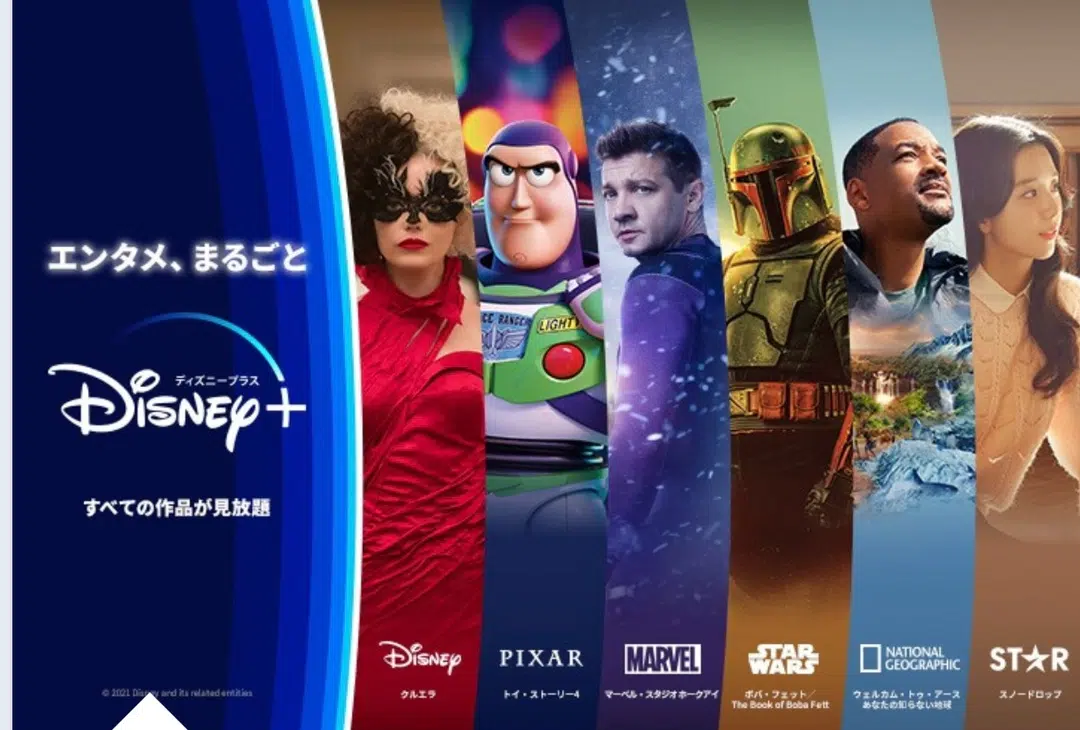 エンタメ、まるごと
ディズニープラス
Disney+
すべての作品が見放題
© 2021 Disney and its related entities
SPACE RANGER
LIGHTY
Disney
クルエラ
PIXAR
トイ・ストーリー4
MARVEL
マーベル・スタジオ ホークアイ
STAR WARS
ボバ・フェット/
The Book of Boba Fett
NATIONAL
GEOGRAPHIC
ウェルカム・トゥ・アース
あなたの知らない地球
STAR
スノードロップ